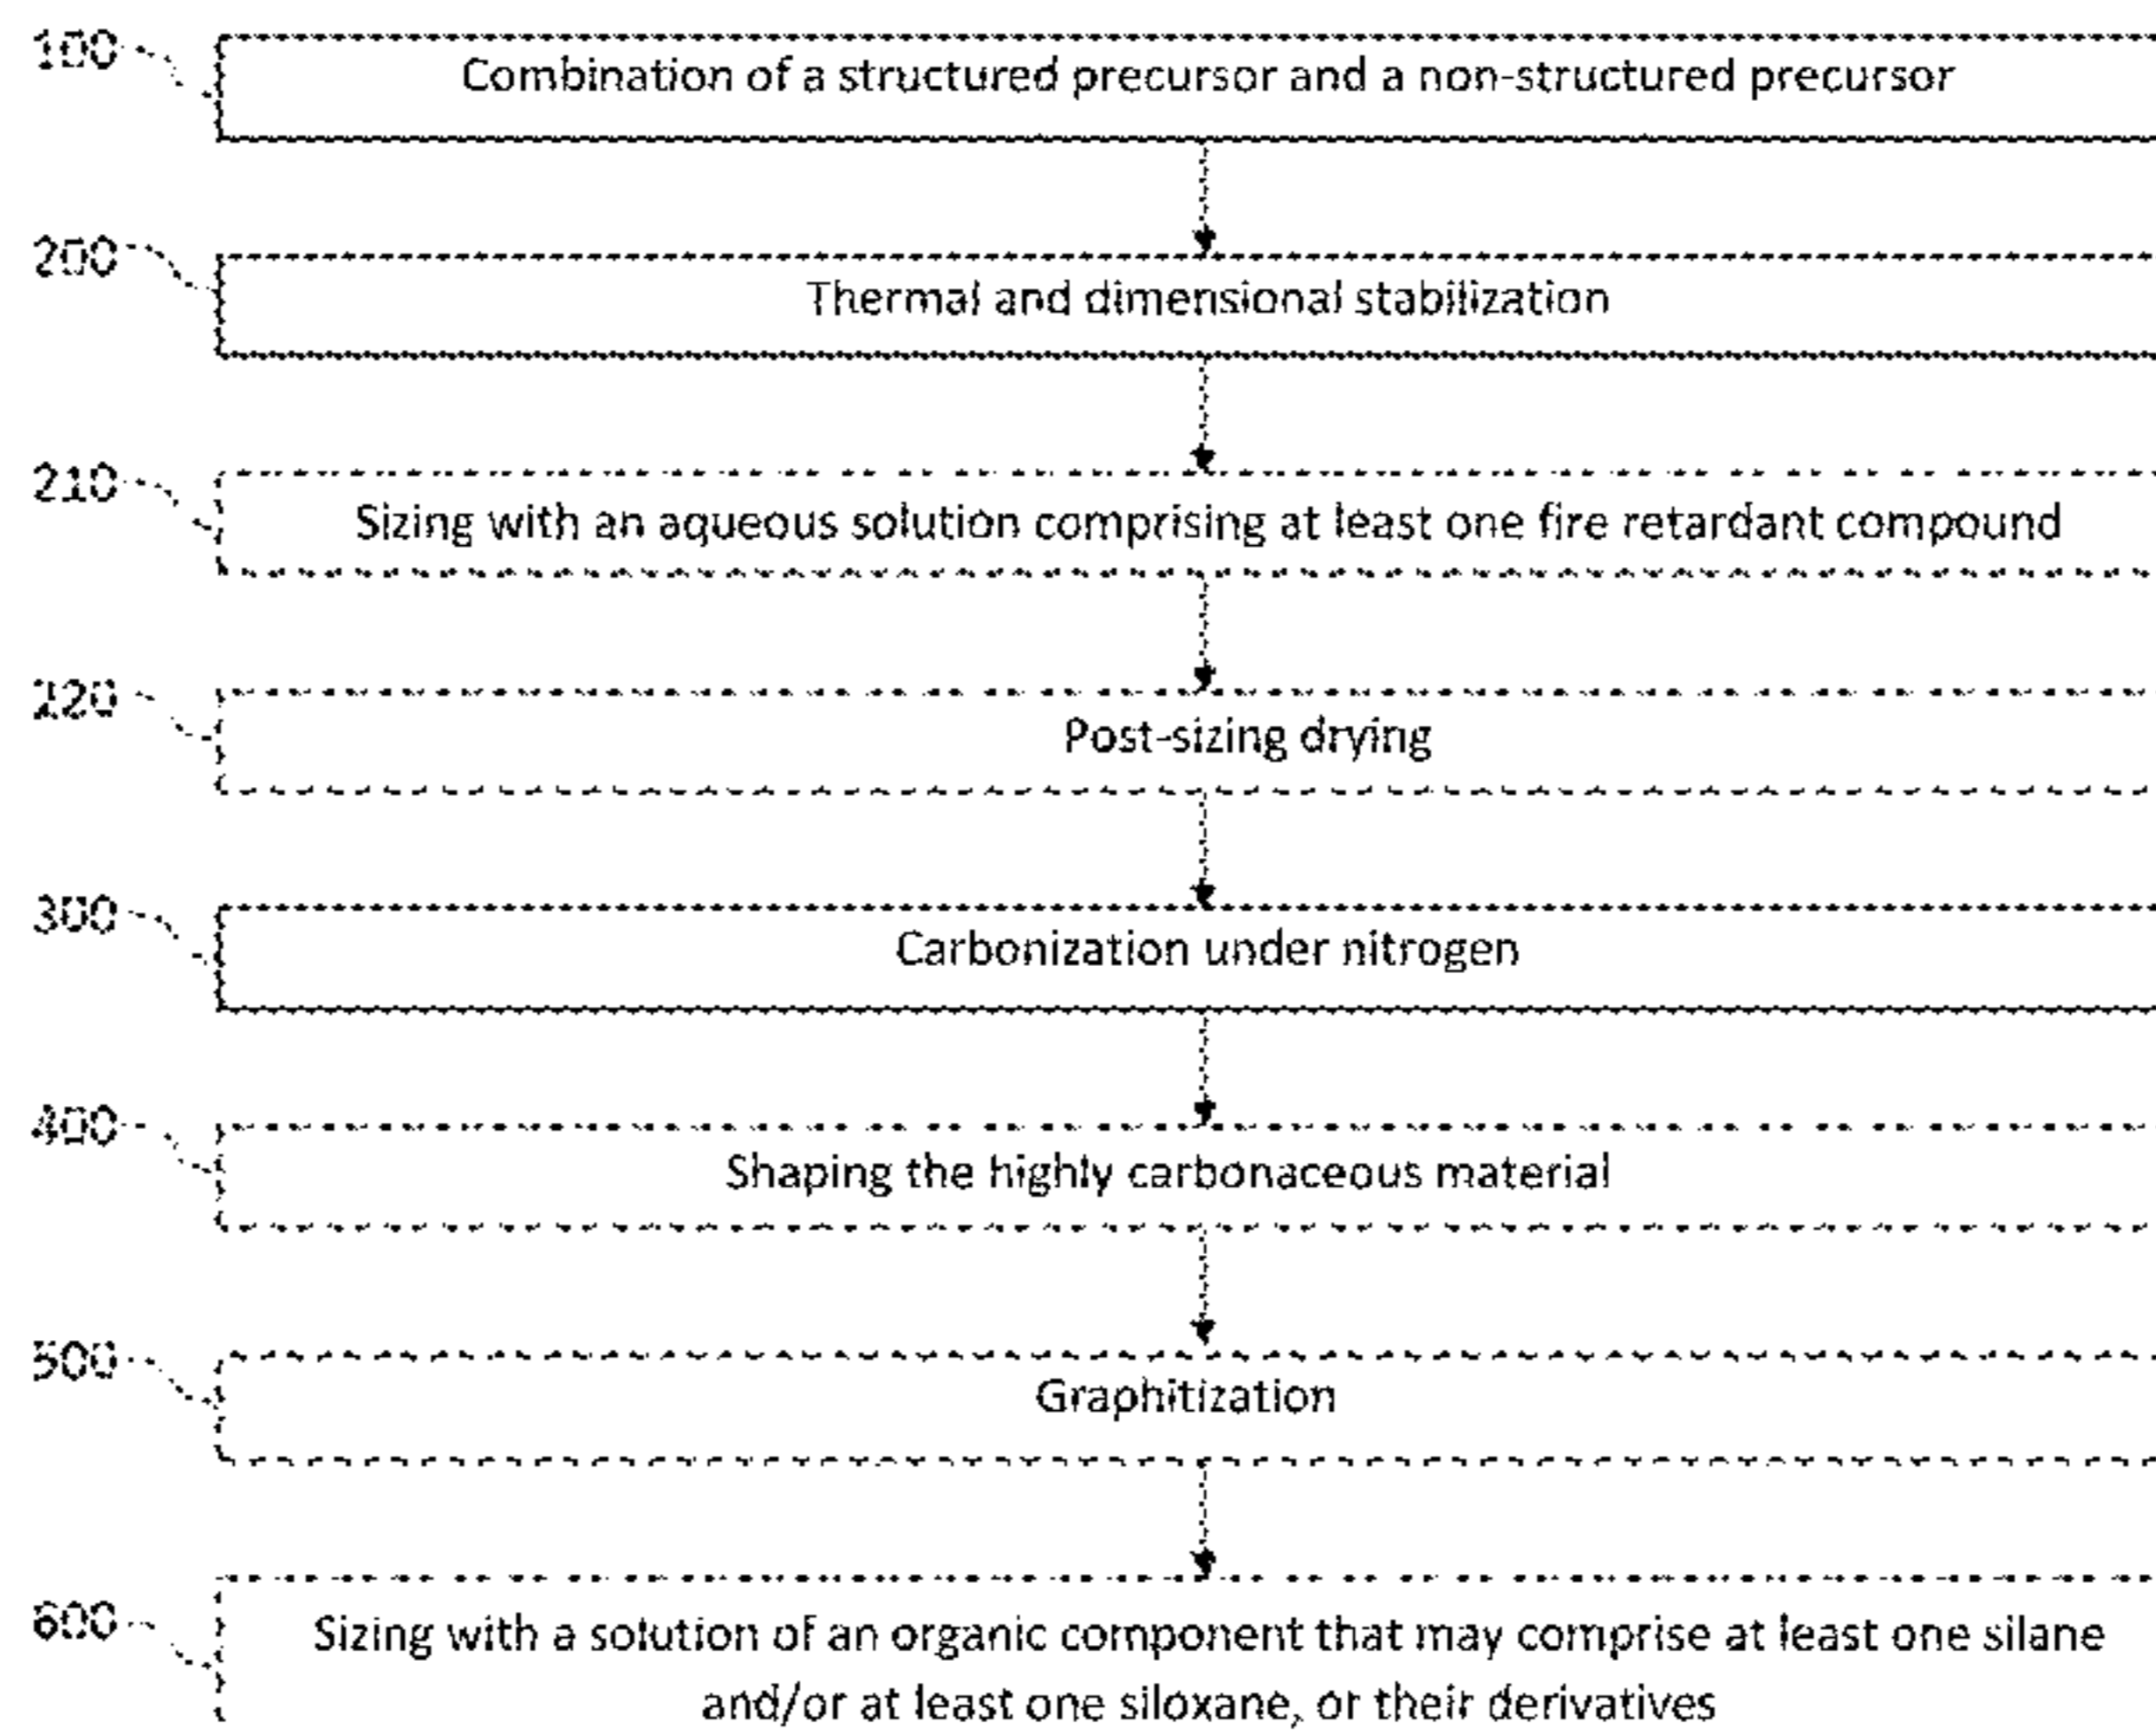 100
Combination of a structured precursor and a non-structured precursor
200
Thermal and dimensional stabilization
210
Sizing with an aqueous solution comprising at least one fire retardant compound
220
Post-sizing drying
300
Carbonization under nitrogen
400
Shaping the highly carbonaceous material
500
Graphitization
600
Sizing with a solution of an organic component that may comprise at least one silane
and/or at least one siloxane, or their derivatives